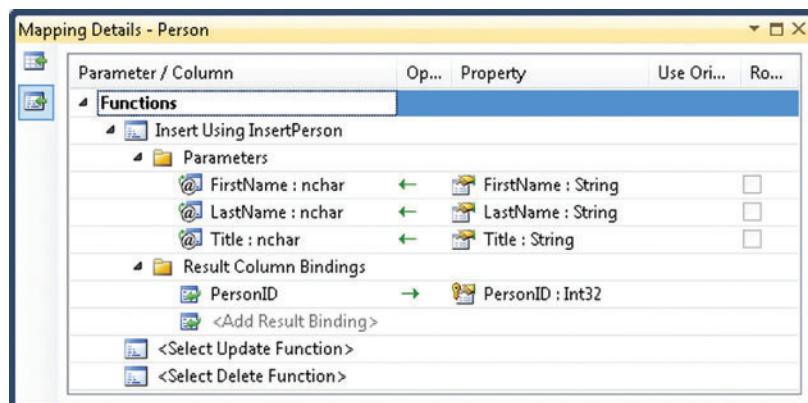 Mapping Details - Person
Parameter / Column Op... Property Use Ori... Ro...
Functions
Insert Using InsertPerson
Parameters
FirstName : nchar ← FirstName : String
LastName : nchar ← LastName : String
Title : nchar ← Title : String
Result Column Bindings
PersonID → PersonID : Int32
<Add Result Binding>
<Select Update Function>
<Select Delete Function>